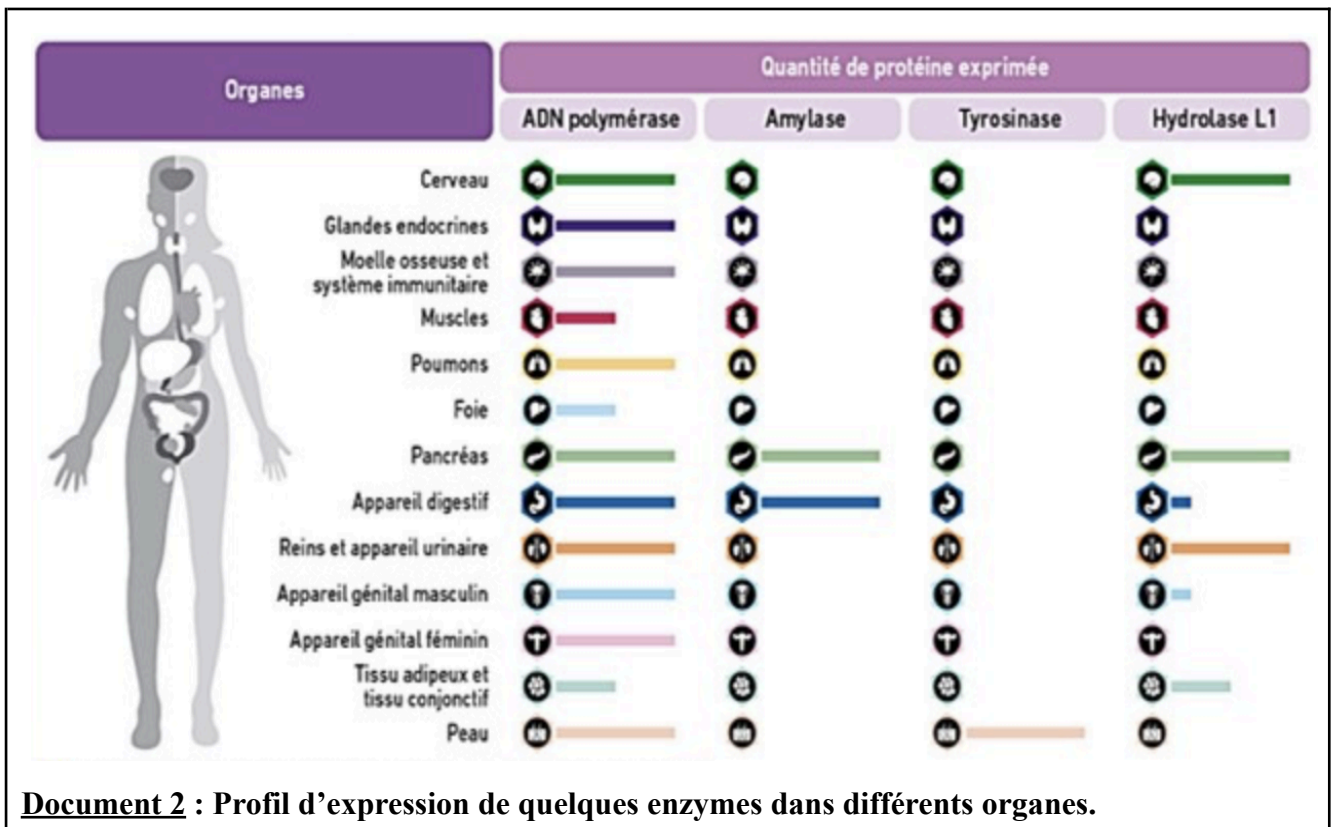 Organes
Quantité de protéine exprimée
ADN polymérase Amylase Tyrosinase Hydrolase L1
Cerveau
Glandes endocrines
Moelle osseuse et
système immunitaire
Muscles
Poumons
Foie
Pancréas
Appareil digestif
Reins et appareil urinaire
Appareil génital masculin
Appareil génital féminin
Tissu adipeux et
tissu conjonctif
Peau
Document 2 : Profil d’expression de quelques enzymes dans différents organes.